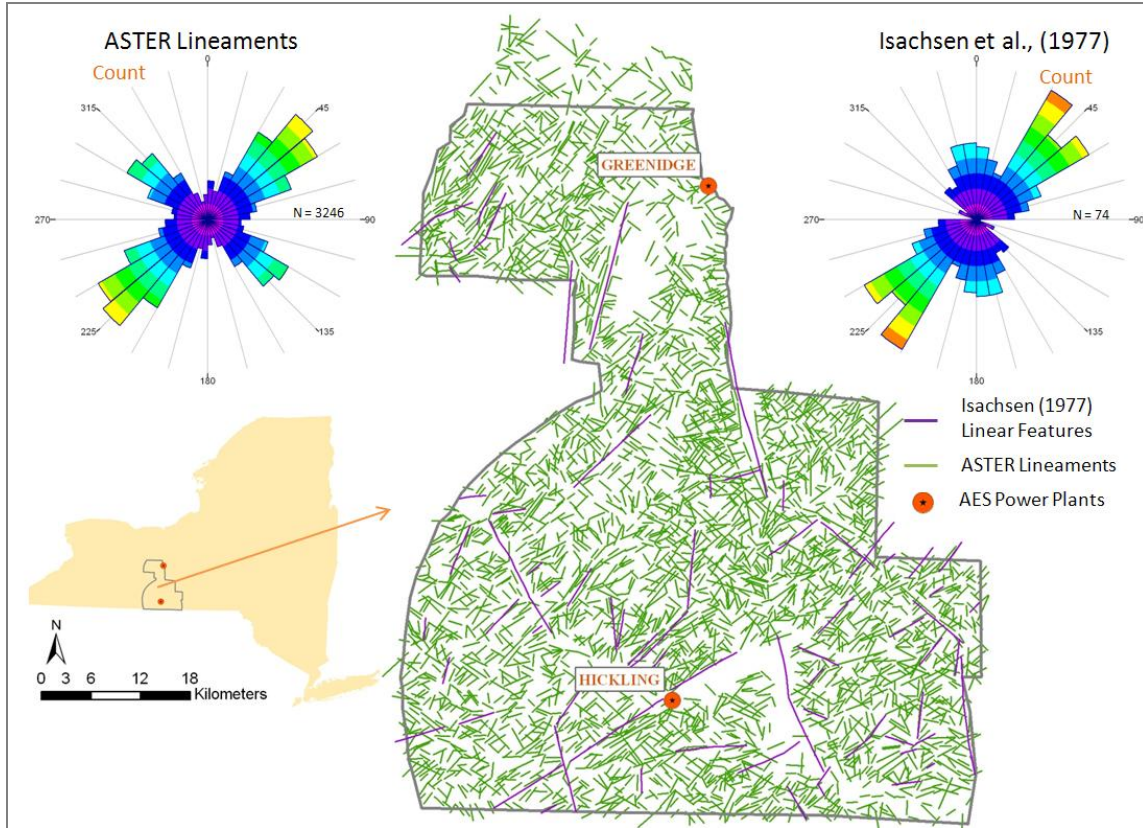 ASTER Lineaments
Count
0
315
45
270
90
N = 3246
225
135
180
Isachsen et al., (1977)
Count
0
315
45
270
90
N = 74
225
135
180
GREENIDGE
HICKLING
Isachsen (1977)
Linear Features
ASTER Lineaments
AES Power Plants
N
0 3 6 12 18
Kilometers